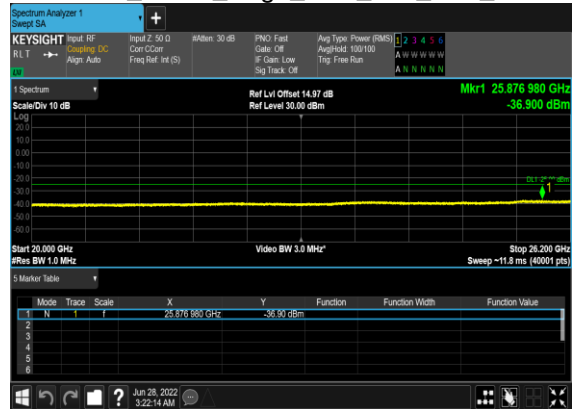 Spectrum Analyzer 1
Swept SA
+
KEYSIGHT Input: RF Input Z: 50 Ω #Atten: 30 dB PNO: Fast Avg Type: Power (RMS) 1 2 3 4 5 6
RLT Coupling: DC Corr CCorr Gate: Off Avg|Hold: 100/100 A W W W W W
Align: Auto Freq Ref: Int (S) IF Gain: Low Trig: Free Run A N N N N N
Sig Track: Off
1 Spectrum Ref Lvl Offset 14.97 dB Mkr1 25.876 980 GHz
Scale/Div 10 dB Ref Level 30.00 dBm -36.900 dBm
Log
20.0
10.0
0.00
-10.0
-20.0
-30.0
1
-40.0
-50.0
-60.0
Start 20.000 GHz Video BW 3.0 MHz* Stop 26.200 GHz
#Res BW 1.0 MHz Sweep ~11.8 ms (40001 pts)
5 Marker Table
Mode Trace Scale X Y Function Function Width Function Value
1 N 1 f 25.876 980 GHz -36.90 dBm
2
3
4
5
6
? Jun 28, 2022
3:22:14 AM